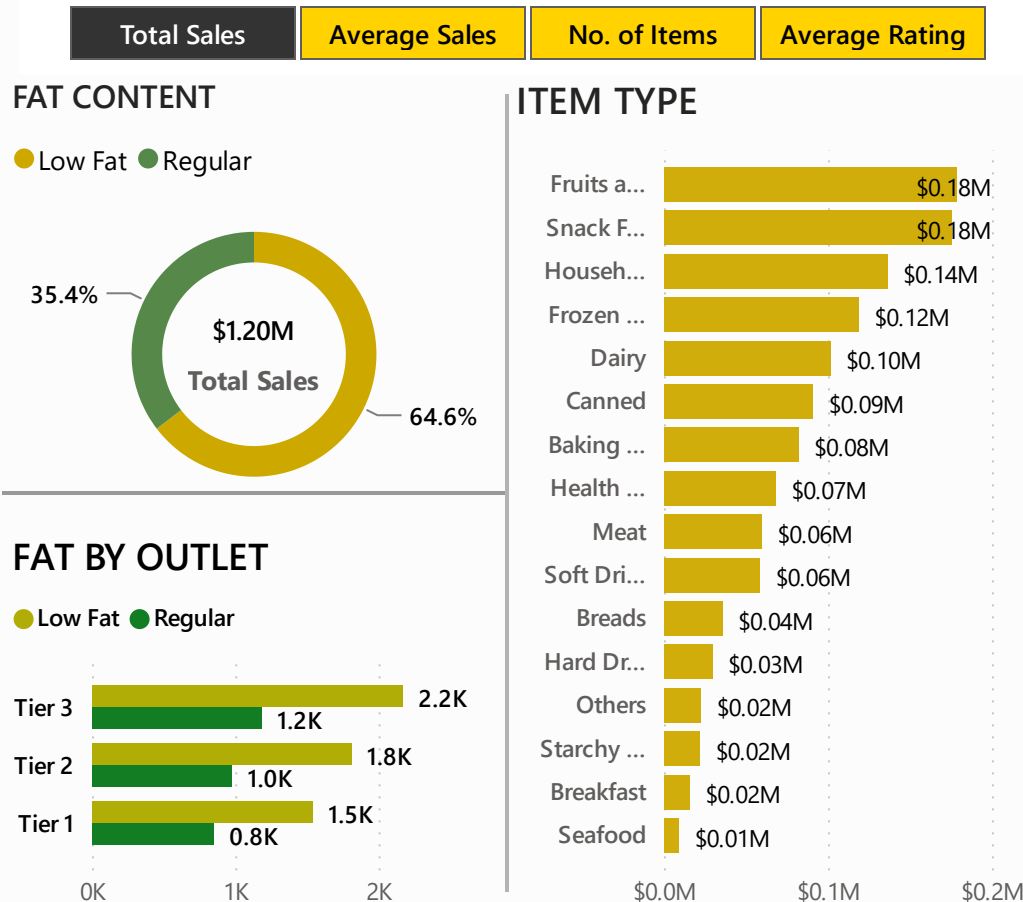 Total Sales
Average Sales
No. of Items
Average Rating
FAT CONTENT
Low Fat
Regular
35.4%
$1.20M
Total Sales
64.6%
FAT BY OUTLET
Low Fat
Regular
Tier 3
2.2K
1.2K
Tier 2
1.8K
1.0K
Tier 1
1.5K
0.8K
0K
1K
2K
ITEM TYPE
Fruits a...
$0.18M
Snack F...
$0.18M
Househ...
$0.14M
Frozen ...
$0.12M
Dairy
$0.10M
Canned
$0.09M
Baking ...
$0.08M
Health ...
$0.07M
Meat
$0.06M
Soft Dri...
$0.06M
Breads
$0.04M
Hard Dr...
$0.03M
Others
$0.02M
Starchy ...
$0.02M
Breakfast
$0.02M
Seafood
$0.01M
$0.0M
$0.1M
$0.2M